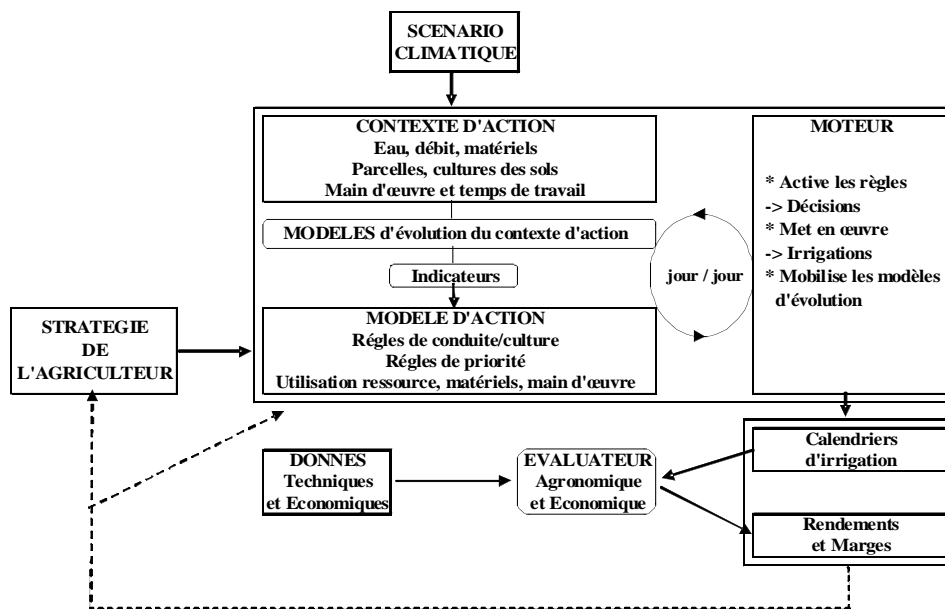 SCENARIO
CLIMATIQUE
CONTEXTE D'ACTION
Eau, débit, matériels
Parcelles, cultures des sols
Main d'œuvre et temps de travail
MODELES d'évolution du contexte d'action
Indicateurs
MODELE D'ACTION
Régles de conduite/culture
Régles de priorité
Utilisation ressource, matériels, main d'œuvre
jour / jour
MOTEUR
* Active les règles
-> Décisions
* Met en œuvre
-> Irrigations
* Mobilise les modèles
d'évolution
STRATEGIE
DE
L'AGRICULTEUR
DONNES
Techniques
et Economiques
EVALUATEUR
Agronomique
et Economique
Calendriers
d'irrigation
Rendements
et Marges